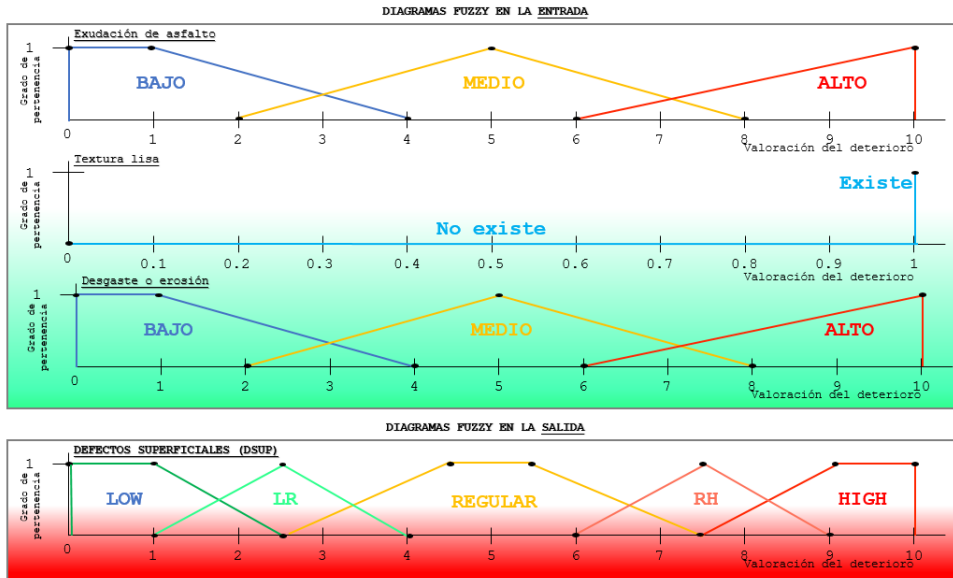 DIAGRAMAS FUZZY EN LA ENTRADA
Exudación de asfalto
Grado de
pertenencia
1
BAJO
MEDIO
ALTO
0 1 2 3 4 5 6 7 8 9 10
Valoración del deterioro
Textura lisa
Grado de
pertenencia
1
Existe
No existe
0 0.1 0.2 0.3 0.4 0.5 0.6 0.7 0.8 0.9 1
Valoración del deterioro
Desgaste o erosión
Grado de
pertenencia
1
BAJO
MEDIO
ALTO
0 1 2 3 4 5 6 7 8 9 10
Valoración del deterioro
DIAGRAMAS FUZZY EN LA SALIDA
DEFECTOS SUPERFICIALES (DSUP)
Grado de
pertenencia
1
LOW
LR
REGULAR
RH
HIGH
0 1 2 3 4 5 6 7 8 9 10
Valoración del deterioro